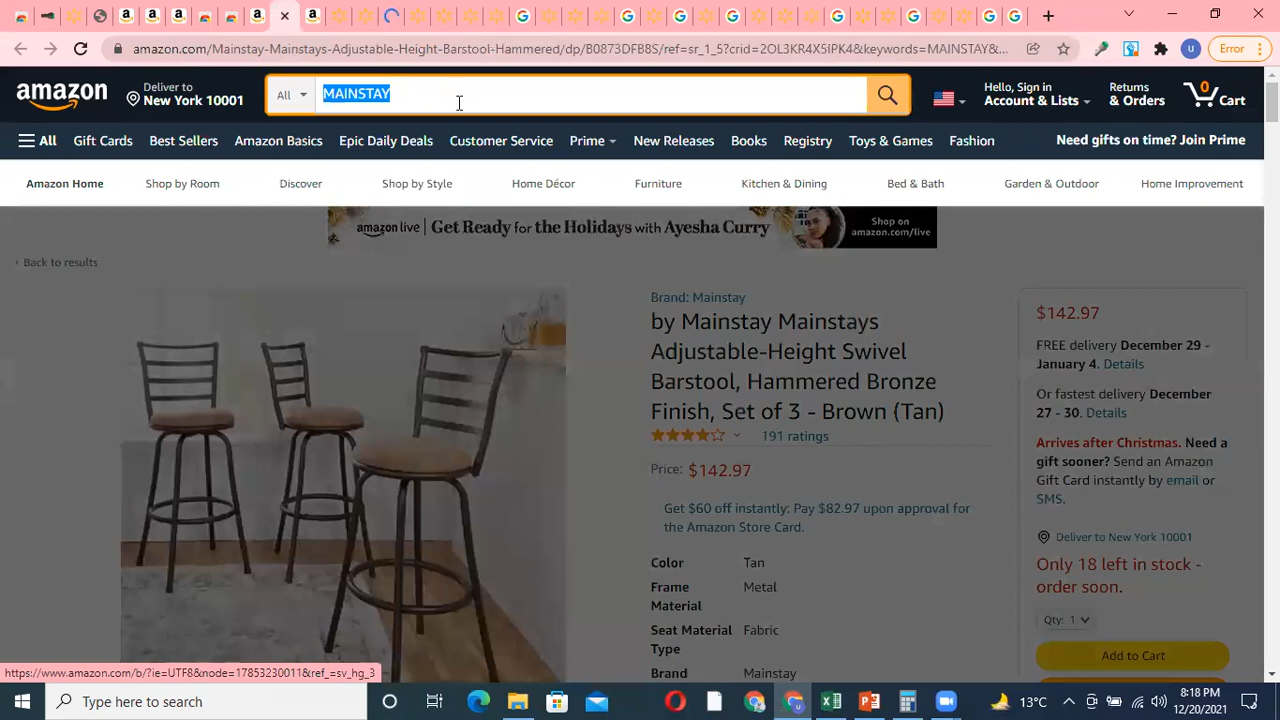 amazon.com/Mainstay-Mainstays-Adjustable-Height-Barstool-Hammered/dp/B0873DFB8S/ref=sr_1_5?crid=2OL3KR4X5IPK4&keywords=MAINSTAY&...
u
Error
amazon
Deliver to
New York 10001
All
MAINSTAY
Hello, Sign in
Account & Lists
Returns
& Orders
0
Cart
All
Gift Cards
Best Sellers
Amazon Basics
Epic Daily Deals
Customer Service
Prime
New Releases
Books
Registry
Toys & Games
Fashion
Need gifts on time? Join Prime
Amazon Home
Shop by Room
Discover
Shop by Style
Home Décor
Furniture
Kitchen & Dining
Bed & Bath
Garden & Outdoor
Home Improvement
amazon live | Get Ready for the Holidays with Ayesha Curry
Shop on
amazon.com/live
‹ Back to results
Brand: Mainstay
by Mainstay Mainstays
Adjustable-Height Swivel
Barstool, Hammered Bronze
Finish, Set of 3 - Brown (Tan)
191 ratings
Price: $142.97
Get $60 off instantly: Pay $82.97 upon approval for
the Amazon Store Card.
Color Tan
Frame Metal
Material
Seat Material Fabric
Type
Brand Mainstay
$142.97
FREE delivery December 29 -
January 4. Details
Or fastest delivery December
27 - 30. Details
Arrives after Christmas. Need a
gift sooner? Send an Amazon
Gift Card instantly by email or
SMS.
Deliver to New York 10001
Only 18 left in stock -
order soon.
Qty: 1
Add to Cart
https://www.amazon.com/b/?ie=UTF8&node=17853230011&ref_=sv_hg_3
Type here to search
13°C
8:18 PM
12/20/2021